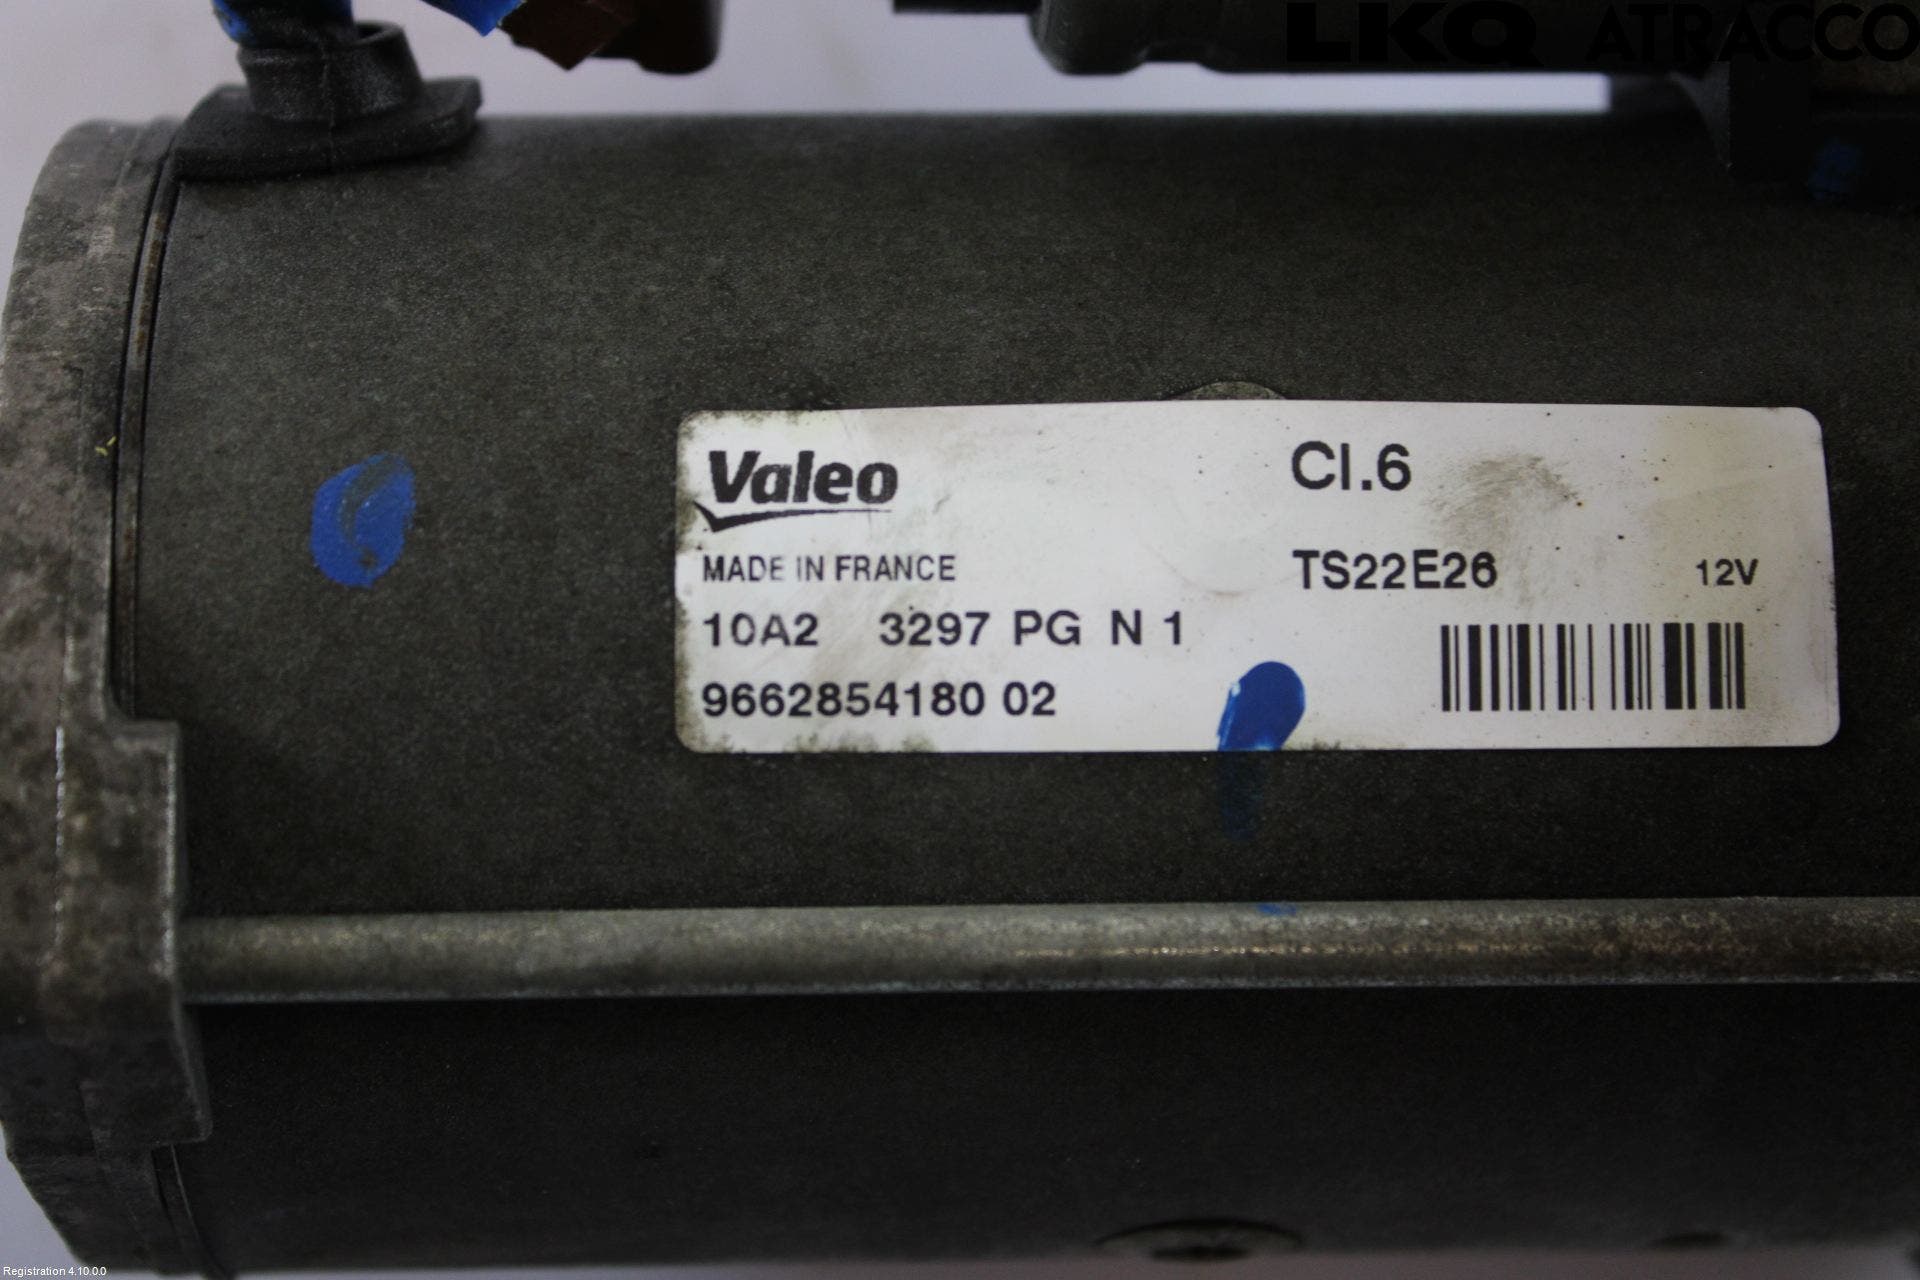 LKQ ATRACCO
Valeo
CI.6
MADE IN FRANCE
TS22E26 12V
10A2 3297 PG N 1
9662854180 02
Registration 4.10.0.0